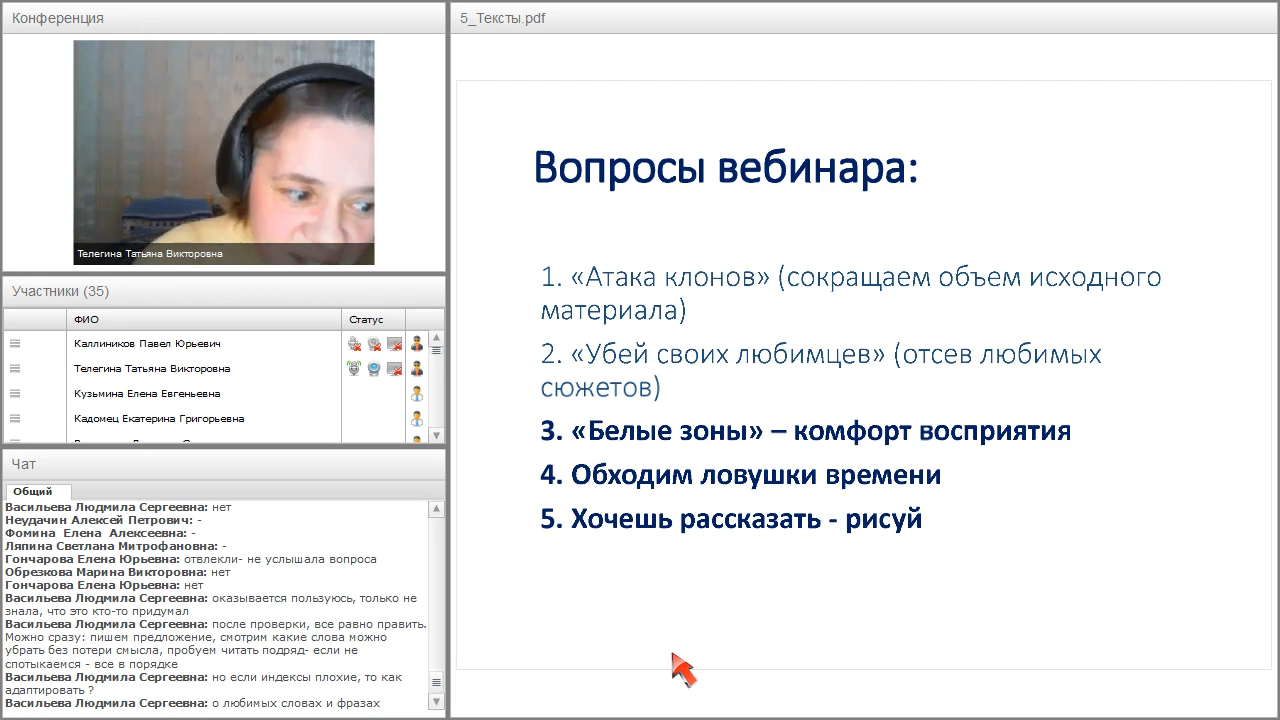 Конференция
Телегина Татьяна Викторовна
Участники (35)
ФИО Статус
Каллиников Павел Юрьевич
Телегина Татьяна Викторовна
Кузьмина Елена Евгеньевна
Кадомец Екатерина Григорьевна
Чат
Общий
Васильева Людмила Сергеевна: нет
Неудачин Алексей Петрович: -
Фомина Елена Алексеевна: -
Ляпина Светлана Митрофановна: -
Гончарова Елена Юрьевна: отвлекли- не услышала вопроса
Обрезкова Марина Викторовна: нет
Гончарова Елена Юрьевна: нет
Васильева Людмила Сергеевна: оказывается пользуюсь, только не
знала, что это кто-то придумал
Васильева Людмила Сергеевна: после проверки, все равно править.
Можно сразу: пишем предложение, смотрим какие слова можно
убрать без потери смысла, пробуем читать подряд- если не
спотыкаемся - все в порядке
Васильева Людмила Сергеевна: но если индексы плохие, то как
адаптировать ?
Васильева Людмила Сергеевна: о любимых словах и фразах
5_Тексты.pdf
Вопросы вебинара:
1. «Атака клонов» (сокращаем объем исходного
материала)
2. «Убей своих любимцев» (отсев любимых
сюжетов)
3. «Белые зоны» – комфорт восприятия
4. Обходим ловушки времени
5. Хочешь рассказать - рисуй